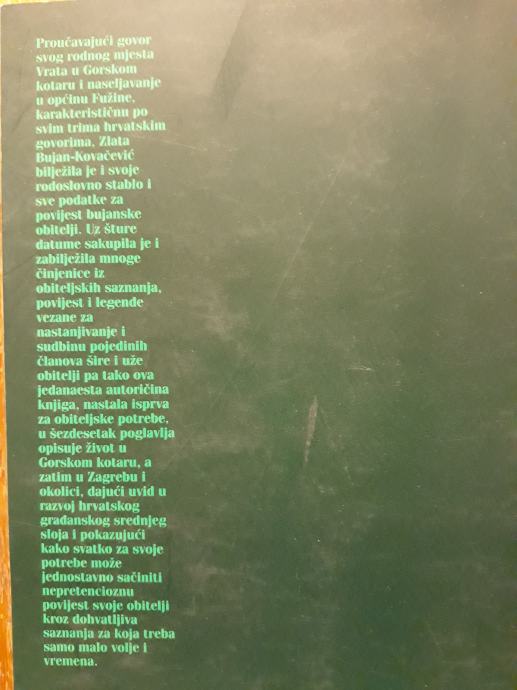 Proučavajući govor
svog rodnog mjesta
Vrata u Gorskom
kotaru i naseljavanje
u općinu Fužine,
karakterističnu po
svim trima hrvatskim
govorima, Zlata
Bujan-Kovačević
bilježila je i svoje
rodoslovno stablo i
sve podatke za
povijest bujanske
obitelji. Uz šture
datume sakupila je i
zabilježila mnoge
činjenice iz
obiteljskih saznanja,
povijest i legende
vezane za
nastanjivanje i
sudbinu pojedinih
članova šire i uže
obitelji pa tako ova
jedanaesta autoričina
knjiga, nastala isprva
za obiteljske potrebe,
u šezdesetak poglavlja
opisuje život u
Gorskom kotaru, a
zatim u Zagrebu i
okolici, dajući uvid u
razvoj hrvatskog
građanskog srednjeg
sloja i pokazujući
kako svatko za svoje
potrebe može
jednostavno sačiniti
nepretencioznu
povijest svoje obitelji
kroz dohvatljiva
saznanja za koja treba
samo malo volje i
vremena.